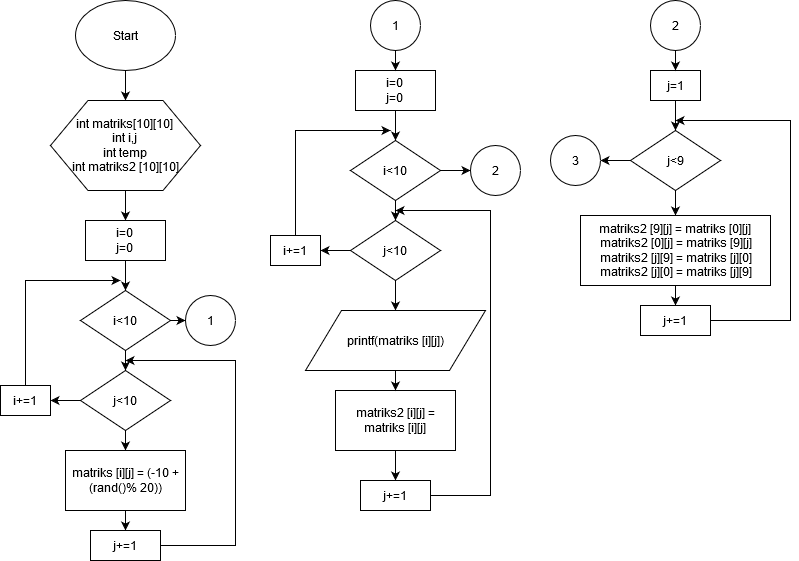 Start
int matriks[10][10]
int i,j
int temp
int matriks2 [10][10]
i=0
j=0
i<10
1
j<10
i+=1
matriks [i][j] = (-10 +
(rand()% 20))
j+=1
1
i=0
j=0
i<10
2
j<10
i+=1
printf(matriks [i][j])
matriks2 [i][j] =
matriks [i][j]
j+=1
2
j=1
j<9
3
matriks2 [9][j] = matriks [0][j]
matriks2 [0][j] = matriks [9][j]
matriks2 [j][9] = matriks [j][0]
matriks2 [j][0] = matriks [j][9]
j+=1